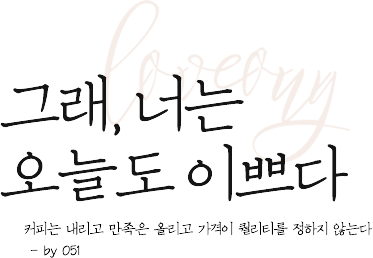 loveony
그래, 너는
오늘도 이쁘다
커피는 내리고 만족은 올리고 가격이 퀄리티를 정하지 않는다
- by 051